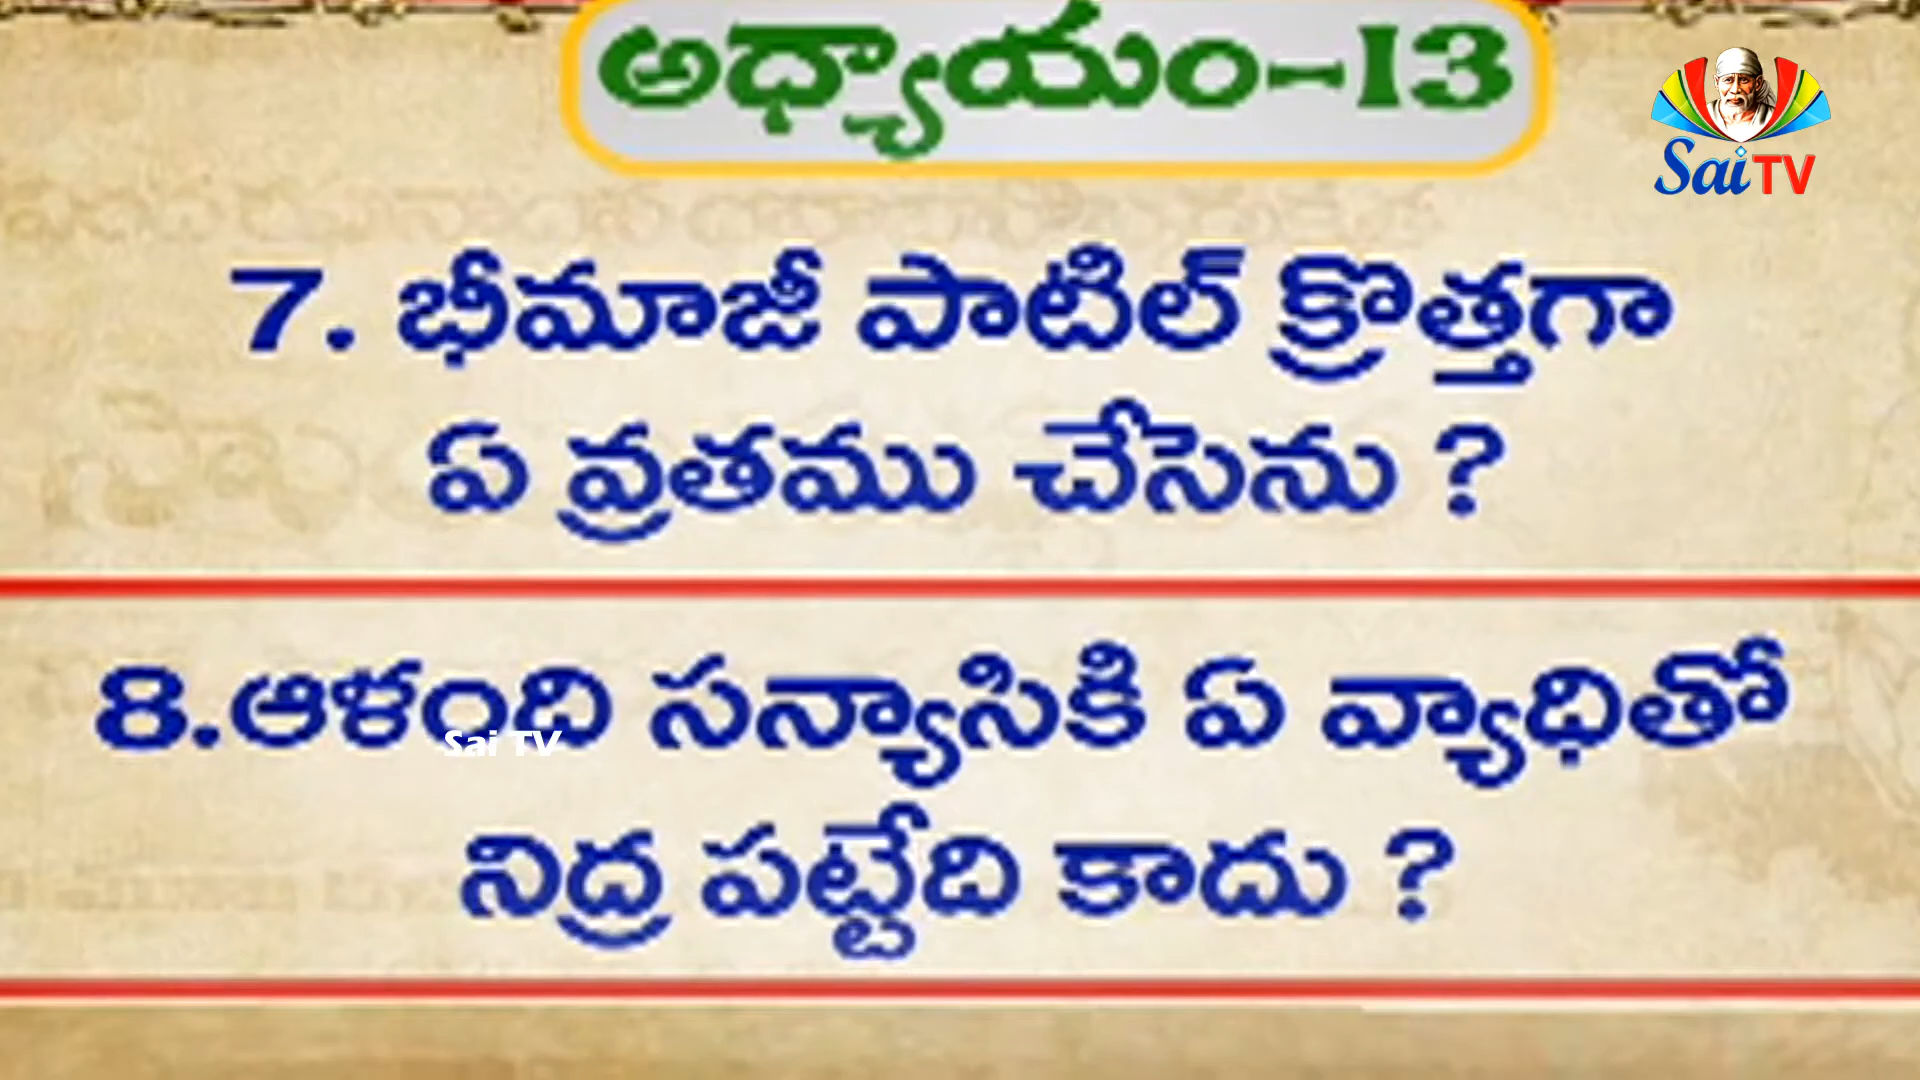 అధ్యాయం-13
Sai TV
7. భీమాజీ పాటిల్ క్రొత్తగా
ఏ వ్రతము చేసెను ?
8.ఆళంది సన్యాసికి ఏ వ్యాధితో
Sai TV
నిద్ర పట్టేది కాదు ?